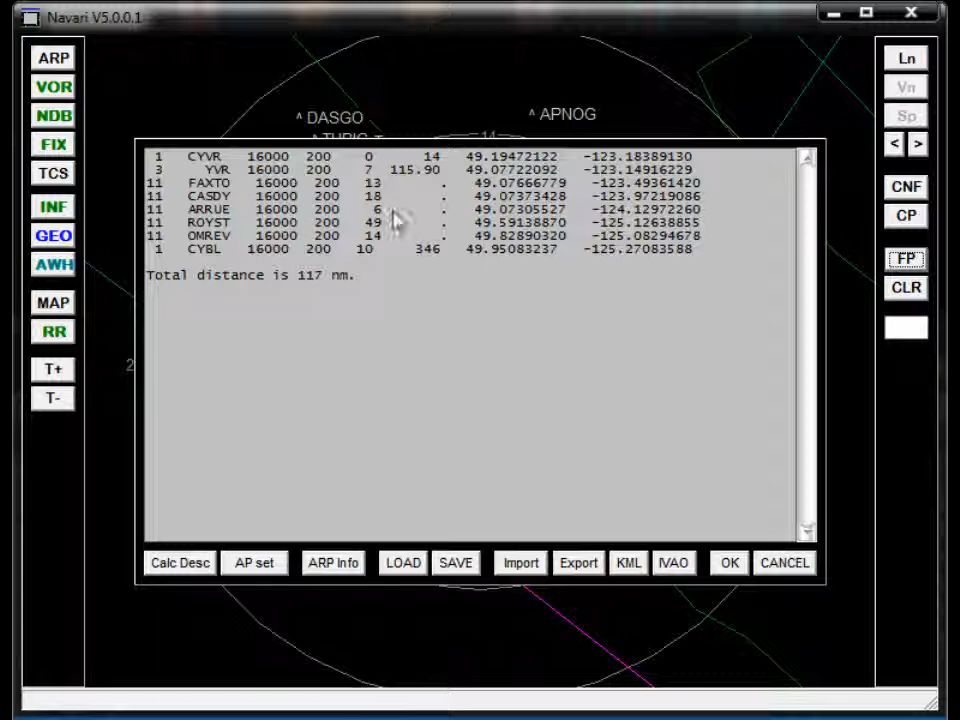 Navari V5.0.0.1
ARP
VOR
NDB
FIX
TCS
INF
GEO
AWH
MAP
RR
T+
T-
^ DASGO
^ APNOG
1 CYVR 16000 200 0 14 49.19472122 -123.18389130
3 YVR 16000 200 7 115.90 49.07722092 -123.14916229
11 FAXTO 16000 200 13 . 49.07666779 -123.49361420
11 CASDY 16000 200 18 . 49.07373428 -123.97219086
11 ARRUE 16000 200 6 . 49.07305527 -124.12972260
11 ROYST 16000 200 49 . 49.59138870 -125.12638855
11 OMREV 16000 200 14 . 49.82890320 -125.08294678
1 CYBL 16000 200 10 346 49.95083237 -125.27083588
Total distance is 117 nm.
Calc Desc AP set ARP Info LOAD SAVE Import Export KML IVAO OK CANCEL
Ln
Vn
Sp
< >
CNF
CP
FP
CLR